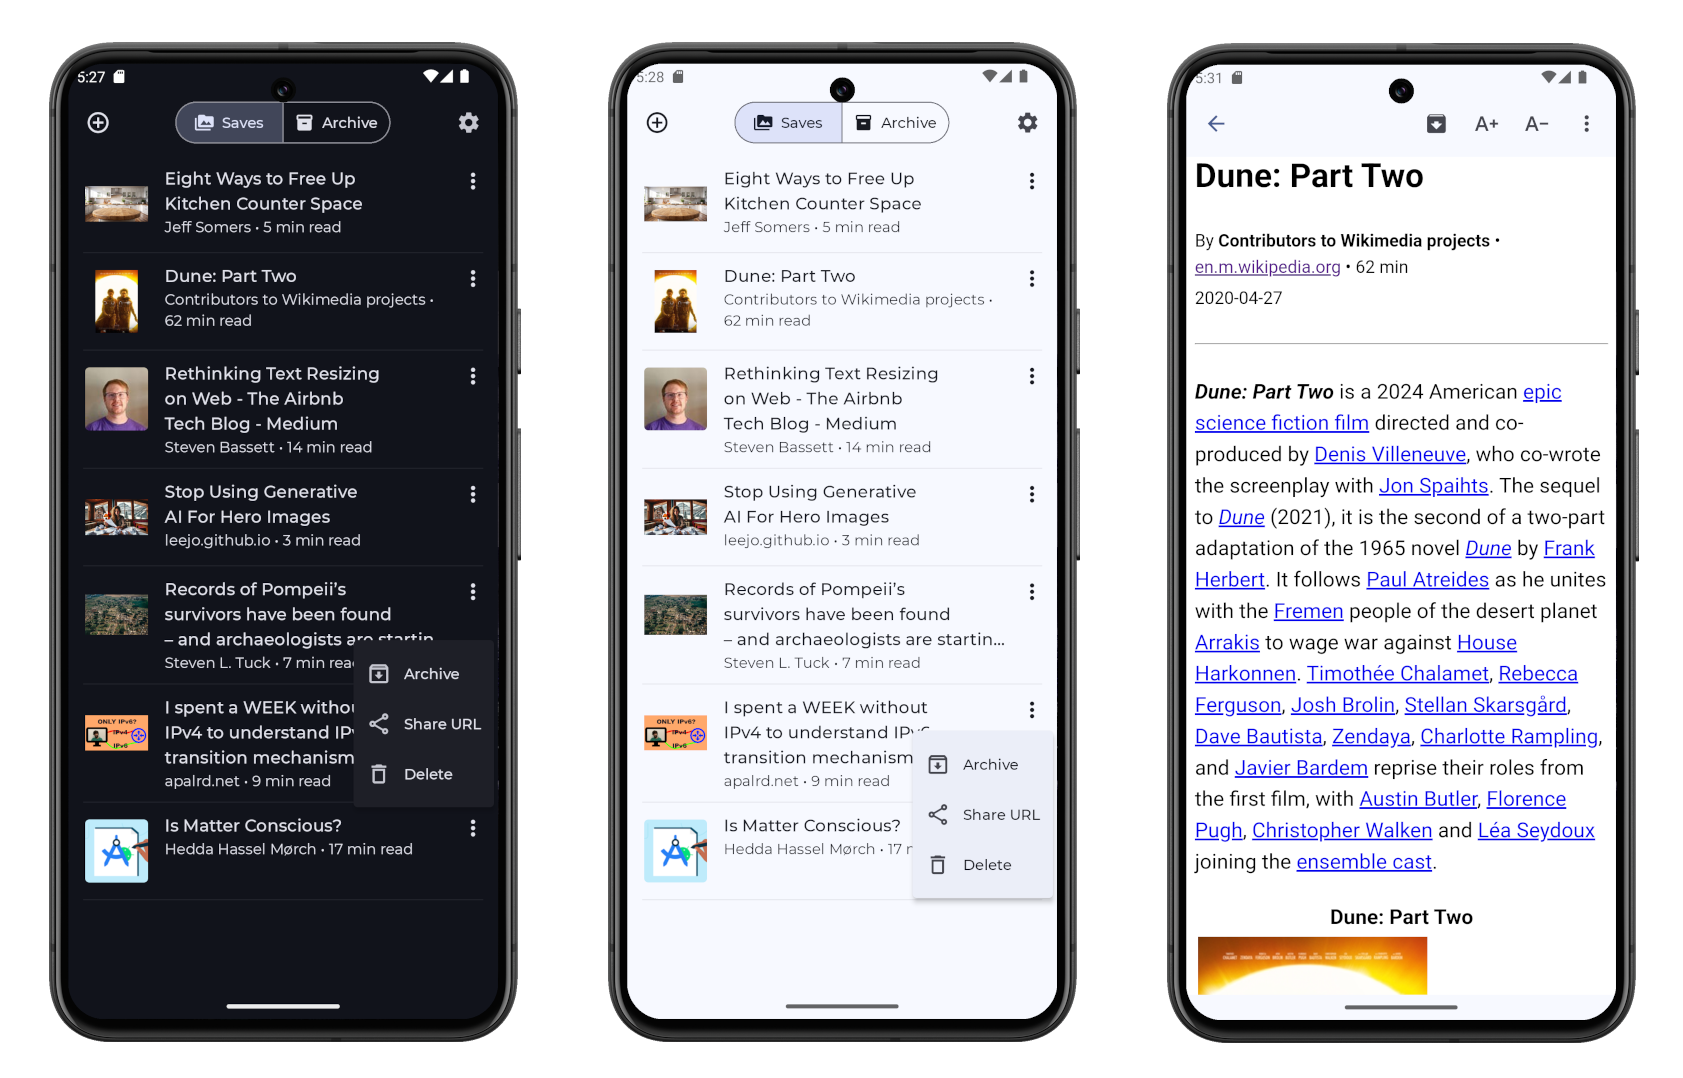 5:27
Saves
Archive
Eight Ways to Free Up
Kitchen Counter Space
Jeff Somers • 5 min read
Dune: Part Two
Contributors to Wikimedia projects •
62 min read
Rethinking Text Resizing
on Web - The Airbnb
Tech Blog - Medium
Steven Bassett • 14 min read
Stop Using Generative
AI For Hero Images
leejo.github.io • 3 min read
Records of Pompeii's
survivors have been found
– and archaeologists are startin
Steven L. Tuck • 7 min read
I spent a WEEK withou
ONLY IPv6?
IPv4
IPv6
IPv4 to understand IP
transition mechanism
apalrd.net • 9 min read
Archive
Share URL
Delete
Is Matter Conscious?
Hedda Hassel Mørch • 17 min read
5:28
Saves
Archive
Eight Ways to Free Up
Kitchen Counter Space
Jeff Somers • 5 min read
Dune: Part Two
Contributors to Wikimedia projects •
62 min read
Rethinking Text Resizing
on Web - The Airbnb
Tech Blog - Medium
Steven Bassett • 14 min read
Stop Using Generative
AI For Hero Images
leejo.github.io • 3 min read
Records of Pompeii's
survivors have been found
– and archaeologists are startin...
Steven L. Tuck • 7 min read
I spent a WEEK without
ONLY IPv6?
IPv4
IPv6
IPv4 to understand IPv6
transition mechanism
apalrd.net • 9 min read
Archive
Share URL
Delete
Is Matter Conscious?
Hedda Hassel Mørch • 17
5:31
A+
A-
Dune: Part Two
By Contributors to Wikimedia projects •
en.m.wikipedia.org • 62 min
2020-04-27
Dune: Part Two is a 2024 American epic
science fiction film directed and co-
produced by Denis Villeneuve, who co-wrote
the screenplay with Jon Spaihts. The sequel
to Dune (2021), it is the second of a two-part
adaptation of the 1965 novel Dune by Frank
Herbert. It follows Paul Atreides as he unites
with the Fremen people of the desert planet
Arrakis to wage war against House
Harkonnen. Timothée Chalamet, Rebecca
Ferguson, Josh Brolin, Stellan Skarsgård,
Dave Bautista, Zendaya, Charlotte Rampling,
and Javier Bardem reprise their roles from
the first film, with Austin Butler, Florence
Pugh, Christopher Walken and Léa Seydoux
joining the ensemble cast.
Dune: Part Two